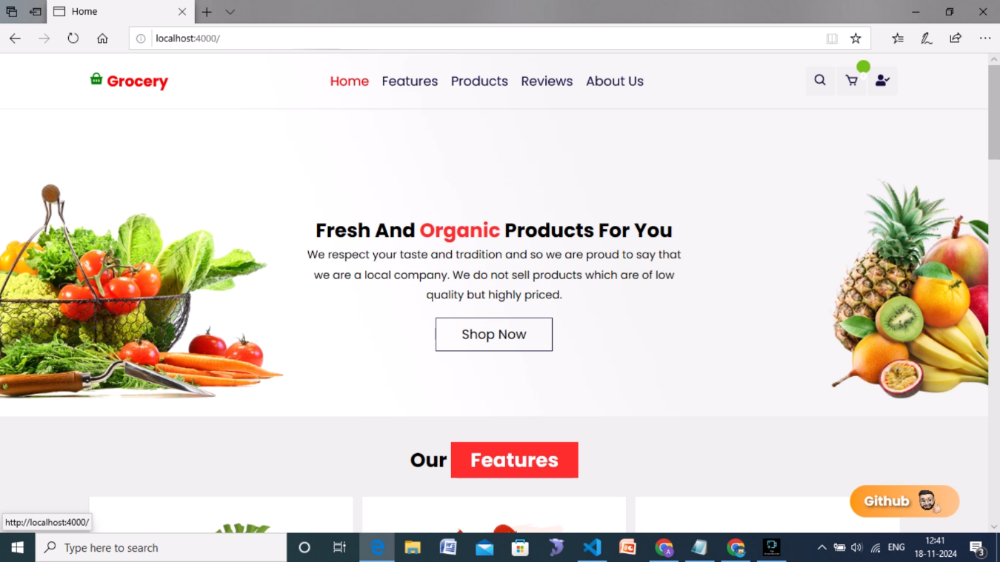 Home
localhost:4000/
Grocery
Home Features Products Reviews About Us
Fresh And Organic Products For You
We respect your taste and tradition and so we are proud to say that
we are a local company. We do not sell products which are of low
quality but highly priced.
Shop Now
Our Features
Github
http://localhost:4000/
Type here to search
ENG
12:41
18-11-2024
3